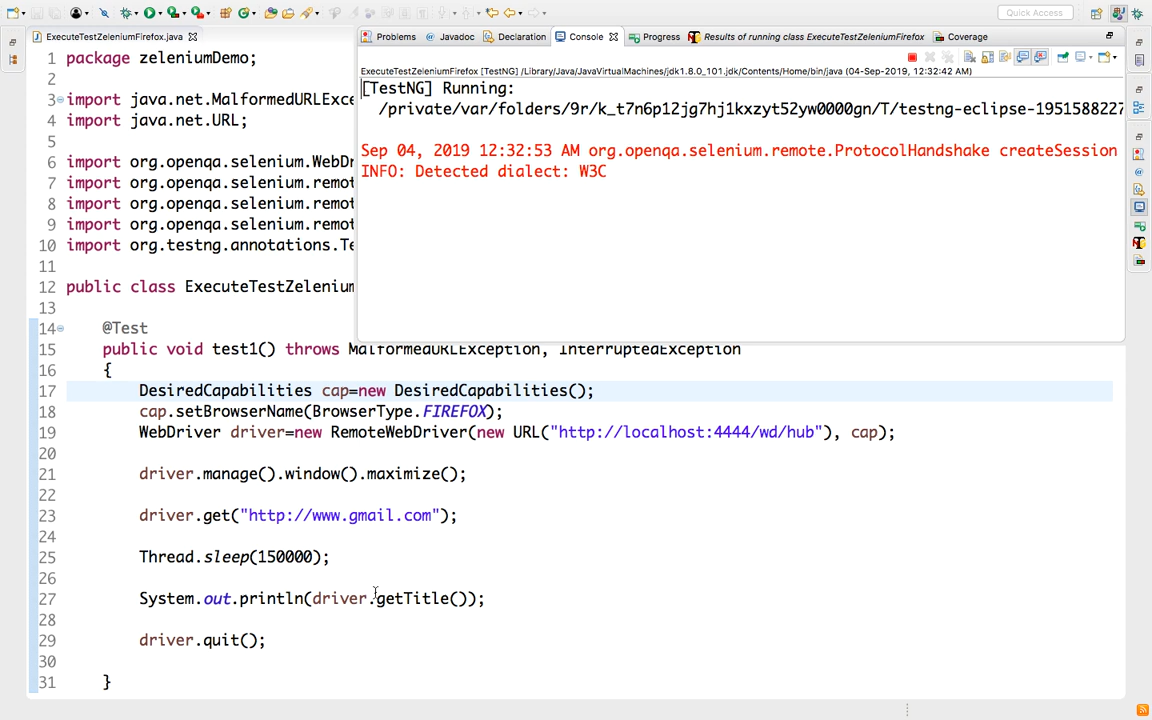 Quick Access
ExecuteTestZeleniumFirefox.java
Problems
Javadoc
Declaration
Console
Progress
Results of running class ExecuteTestZeleniumFirefox
Coverage
ExecuteTestZeleniumFirefox [TestNG] /Library/Java/JavaVirtualMachines/jdk1.8.0_101.jdk/Contents/Home/bin/java (04-Sep-2019, 12:32:42 AM)
[TestNG] Running:
/private/var/folders/9r/k_t7n6p12jg7hj1kxzyt52yw0000gn/T/testng-eclipse-1951588227
Sep 04, 2019 12:32:53 AM org.openqa.selenium.remote.ProtocolHandshake createSession
INFO: Detected dialect: W3C
1 package zeleniumDemo;
2
3 import java.net.MalformedURLExce
4 import java.net.URL;
5
6 import org.openqa.selenium.WebDr
7 import org.openqa.selenium.remot
8 import org.openqa.selenium.remot
9 import org.openqa.selenium.remot
10 import org.testng.annotations.Te
11
12 public class ExecuteTestZelenium
13
14 @Test
15 public void test1() throws MalformedURLException, InterruptedException
16 {
17 DesiredCapabilities cap=new DesiredCapabilities();
18 cap.setBrowserName(BrowserType.FIREFOX);
19 WebDriver driver=new RemoteWebDriver(new URL("http://localhost:4444/wd/hub"), cap);
20
21 driver.manage().window().maximize();
22
23 driver.get("http://www.gmail.com");
24
25 Thread.sleep(150000);
26
27 System.out.println(driver.getTitle());
28
29 driver.quit();
30
31 }